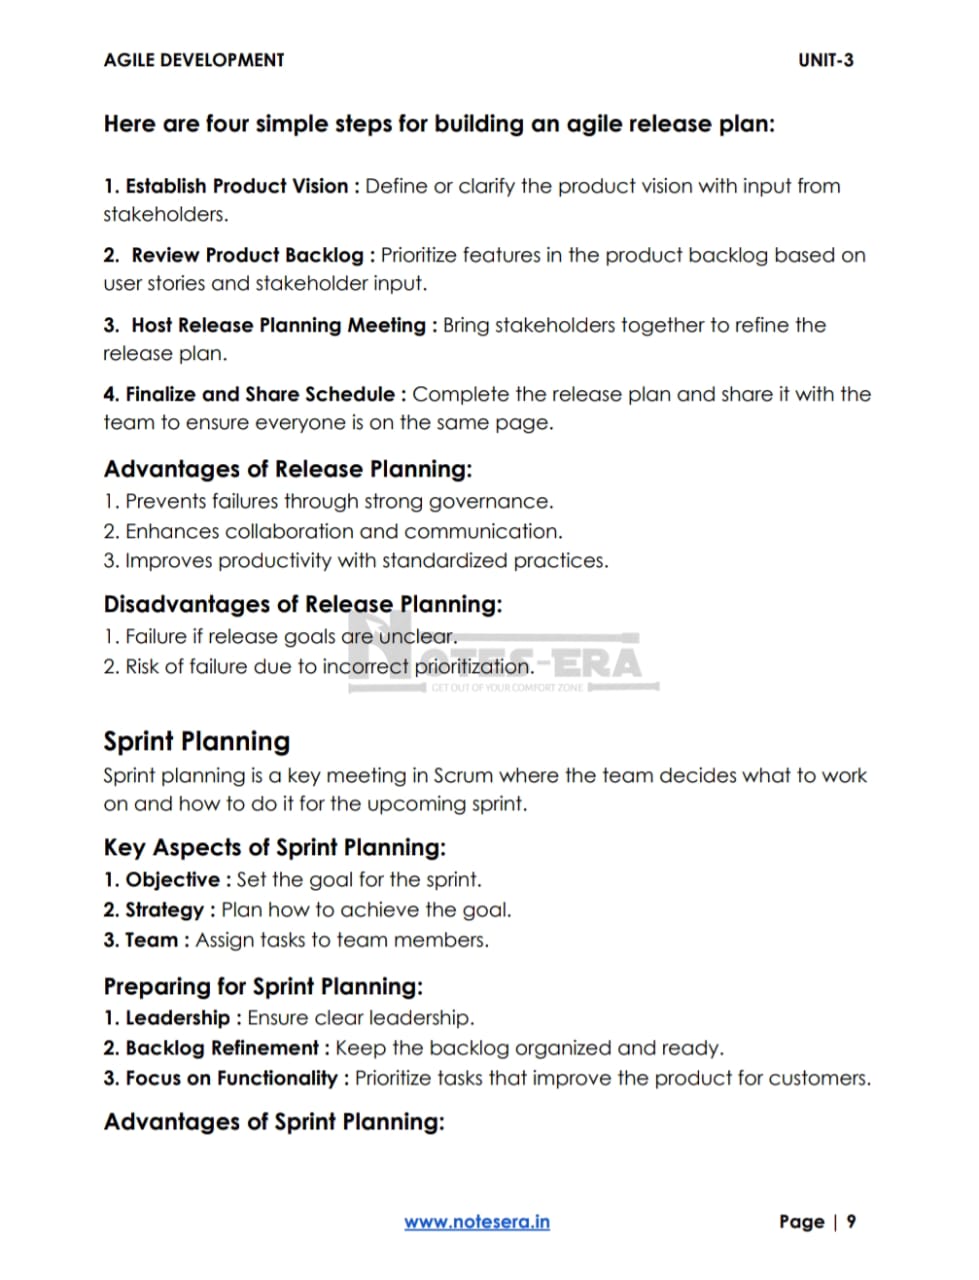 AGILE DEVELOPMENT UNIT-3
Here are four simple steps for building an agile release plan:
1. Establish Product Vision : Define or clarify the product vision with input from
stakeholders.
2. Review Product Backlog : Prioritize features in the product backlog based on
user stories and stakeholder input.
3. Host Release Planning Meeting : Bring stakeholders together to refine the
release plan.
4. Finalize and Share Schedule : Complete the release plan and share it with the
team to ensure everyone is on the same page.
Advantages of Release Planning:
1. Prevents failures through strong governance.
2. Enhances collaboration and communication.
3. Improves productivity with standardized practices.
Disadvantages of Release Planning:
1. Failure if release goals are unclear.
2. Risk of failure due to incorrect prioritization.
NOTES-ERA
GET OUT OF YOUR COMFORT ZONE
Sprint Planning
Sprint planning is a key meeting in Scrum where the team decides what to work
on and how to do it for the upcoming sprint.
Key Aspects of Sprint Planning:
1. Objective : Set the goal for the sprint.
2. Strategy : Plan how to achieve the goal.
3. Team : Assign tasks to team members.
Preparing for Sprint Planning:
1. Leadership : Ensure clear leadership.
2. Backlog Refinement : Keep the backlog organized and ready.
3. Focus on Functionality : Prioritize tasks that improve the product for customers.
Advantages of Sprint Planning:
www.notesera.in Page | 9